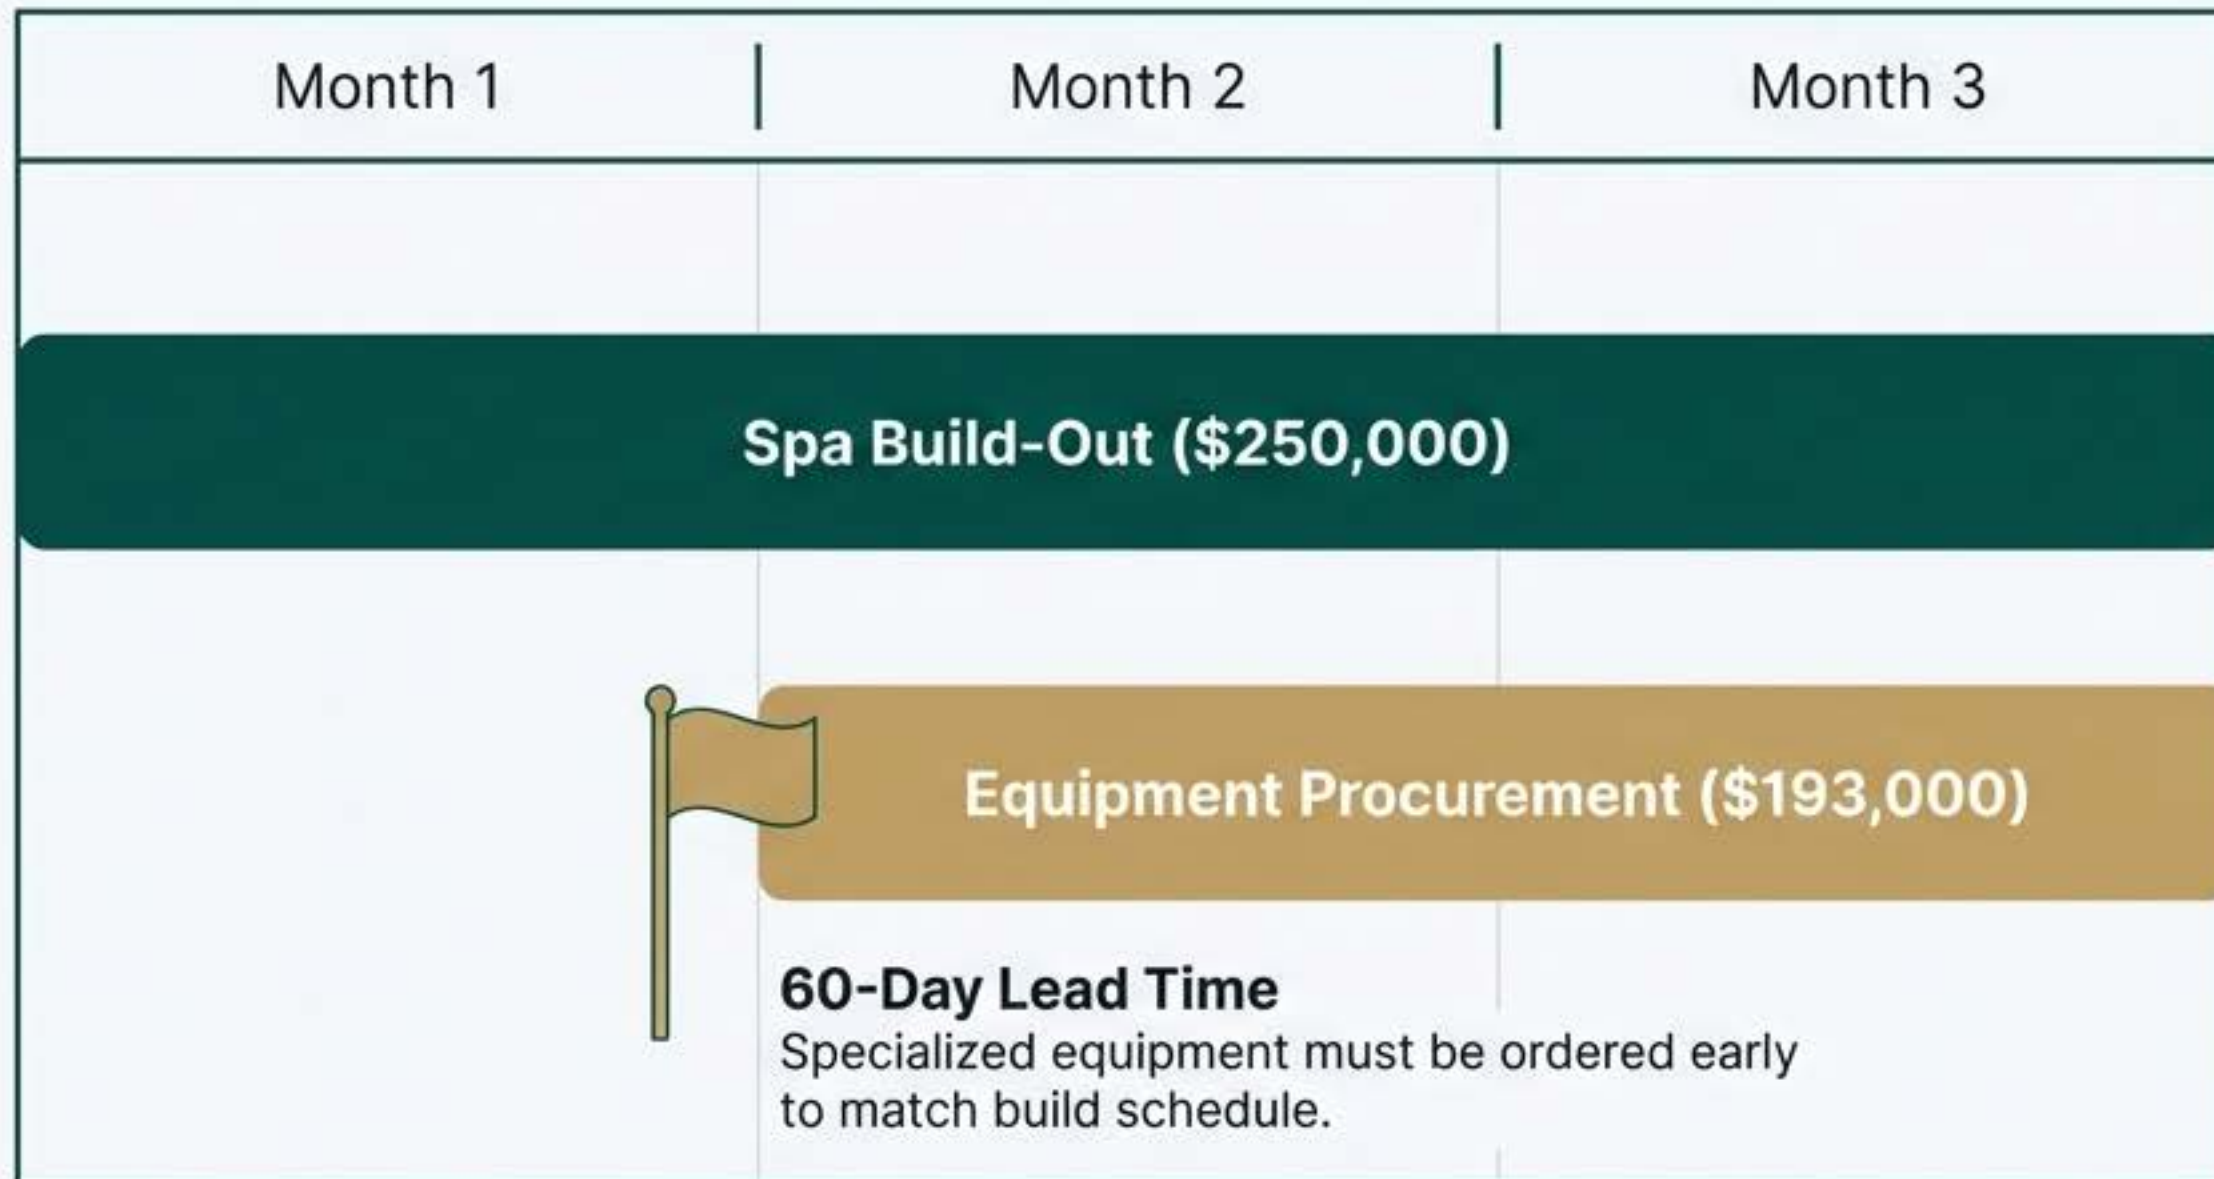 Month 1
Month 2
Month 3
Spa Build-Out ($250,000)
Equipment Procurement ($193,000)
60-Day Lead Time
Specialized equipment must be ordered early
to match build schedule.